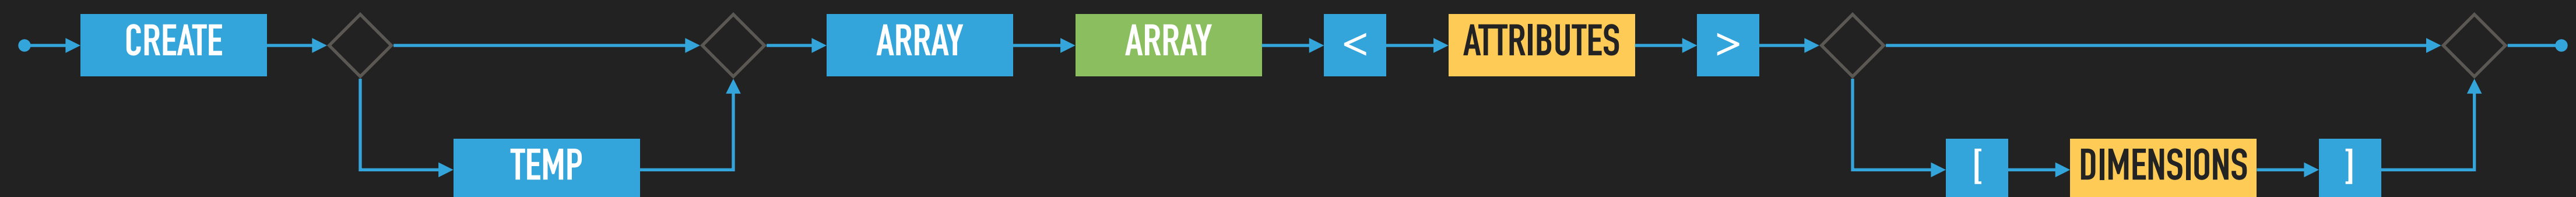 CREATE ARRAY ARRAY < ATTRIBUTES >
TEMP [ DIMENSIONS ]